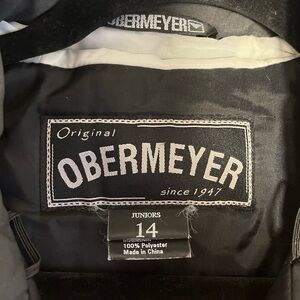 OBERMEYER
Original
OBERMEYER
since 1947
JUNIORS
14
100% Polyester
Made in China